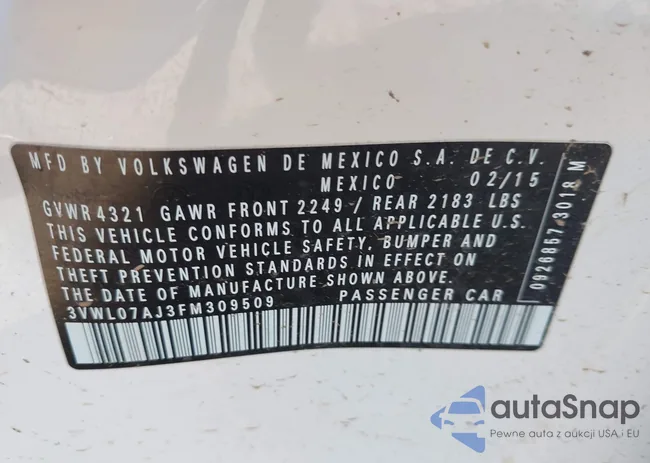 MFD BY VOLKSWAGEN DE MEXICO S.A. DE C.V.
MEXICO 02/15
GVWR 4321 GAWR FRONT 2249 / REAR 2183 LBS
THIS VEHICLE CONFORMS TO ALL APPLICABLE U.S.
FEDERAL MOTOR VEHICLE SAFETY, BUMPER AND
THEFT PREVENTION STANDARDS IN EFFECT ON
THE DATE OF MANUFACTURE SHOWN ABOVE.
3VWL07AJ3FM309509 PASSENGER CAR
0926857 3018 M
autaSnap
Pewne auta z aukcji USA i EU